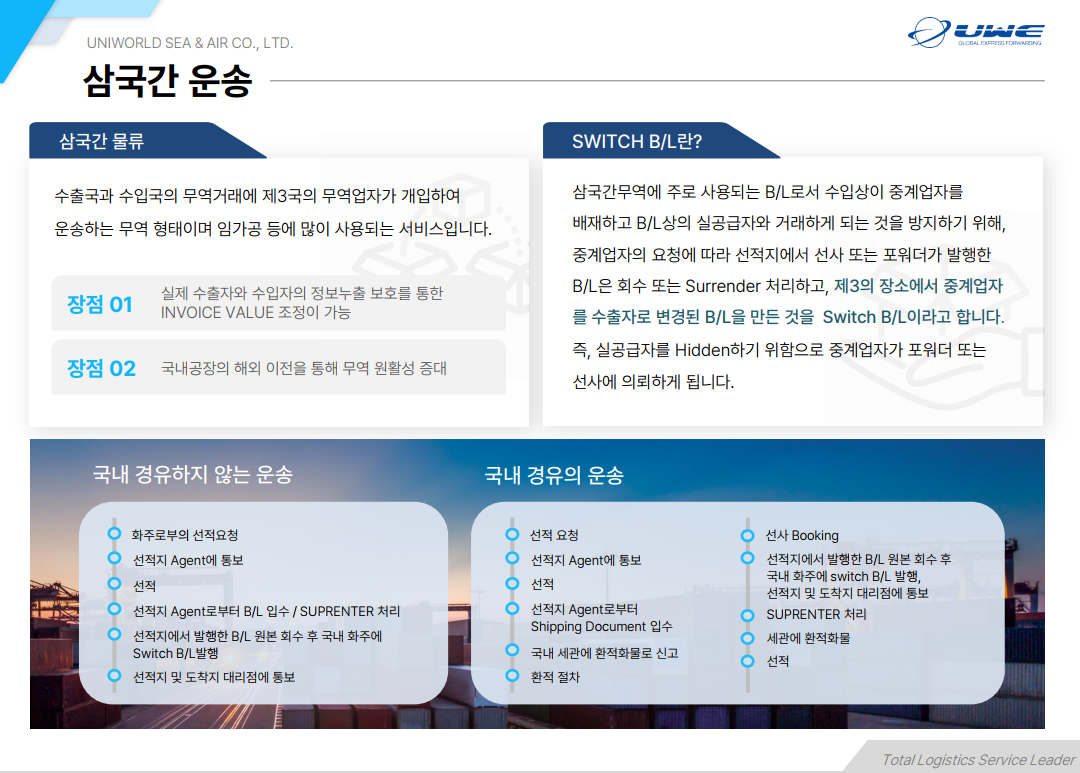 UNIWORLD SEA & AIR CO., LTD.
UWE
GLOBAL EXPRESS FORWARDING
삼국간 운송
삼국간 물류
수출국과 수입국의 무역거래에 제3국의 무역업자가 개입하여
운송하는 무역 형태이며 임가공 등에 많이 사용되는 서비스입니다.
장점 01
실제 수출자와 수입자의 정보누출 보호를 통한
INVOICE VALUE 조정이 가능
장점 02
국내공장의 해외 이전을 통해 무역 원활성 증대
SWITCH B/L란?
삼국간무역에 주로 사용되는 B/L로서 수입상이 중계업자를
배재하고 B/L상의 실공급자와 거래하게 되는 것을 방지하기 위해,
중계업자의 요청에 따라 선적지에서 선사 또는 포워더가 발행한
B/L은 회수 또는 Surrender 처리하고, 제3의 장소에서 중계업자
를 수출자로 변경된 B/L을 만든 것을 Switch B/L이라고 합니다.
즉, 실공급자를 Hidden하기 위함으로 중계업자가 포워더 또는
선사에 의뢰하게 됩니다.
국내 경유하지 않는 운송
화주로부의 선적요청
선적지 Agent에 통보
선적
선적지 Agent로부터 B/L 입수 / SUPRENTER 처리
선적지에서 발행한 B/L 원본 회수 후 국내 화주에
Switch B/L발행
선적지 및 도착지 대리점에 통보
국내 경유의 운송
선적 요청
선적지 Agent에 통보
선적
선적지 Agent로부터
Shipping Document 입수
국내 세관에 환적화물로 신고
환적 절차
선사 Booking
선적지에서 발행한 B/L 원본 회수 후
국내 화주에 switch B/L 발행,
선적지 및 도착지 대리점에 통보
SUPRENTER 처리
세관에 환적화물
선적
Total Logistics Service Leader